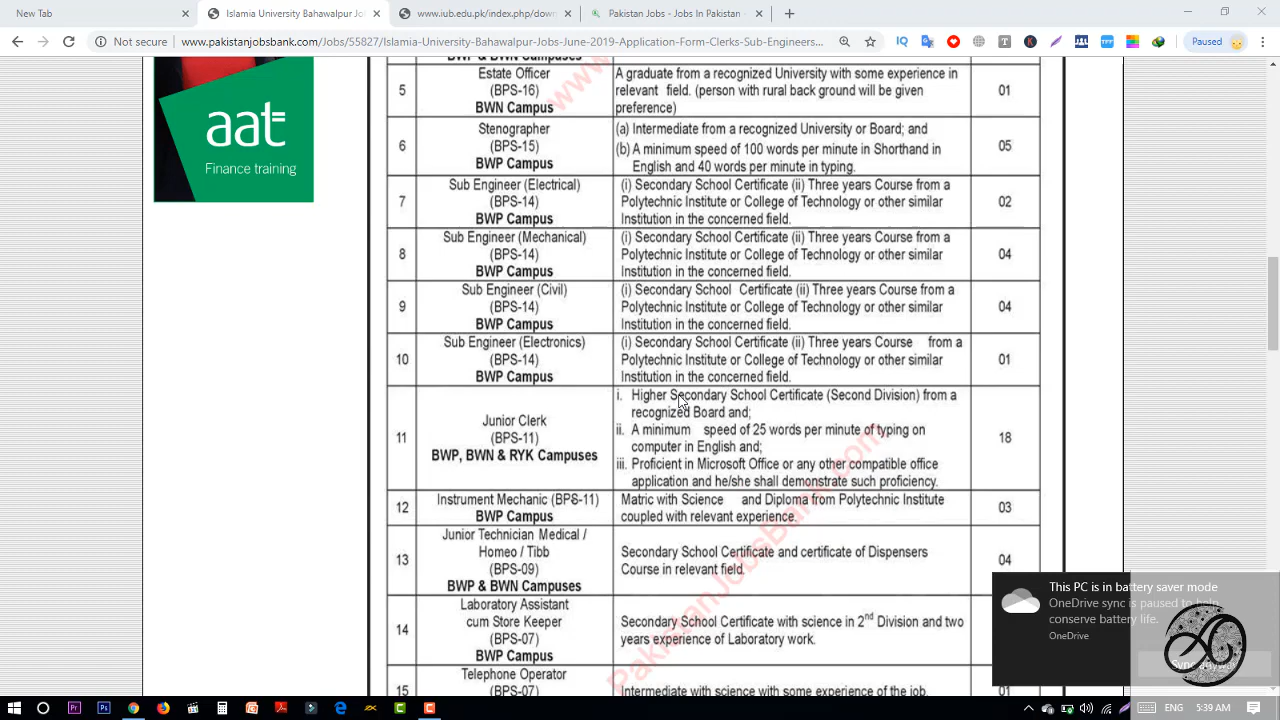 New Tab
Islamia University Bahawalpur Jo
www.iub.edu.pk/index.php/down
Pakistan Jobs - Jobs In Pakistan -
Not secure
www.pakistanjobsbank.com/Jobs/55827/Islamia-University-Bahawalpur-Jobs-June-2019-Application-Form-Clerks-Sub-Engineers...
Paused
aat
Finance training
BWP & BWN Campuses
5
Estate Officer
(BPS-16)
BWN Campus
A graduate from a recognized University with some experience in
relevant field. (person with rural back ground will be given
preference)
01
6
Stenographer
(BPS-15)
BWP Campus
(a) Intermediate from a recognized University or Board; and
(b) A minimum speed of 100 words per minute in Shorthand in
English and 40 words per minute in typing.
05
7
Sub Engineer (Electrical)
(BPS-14)
BWP Campus
(i) Secondary School Certificate (ii) Three years Course from a
Polytechnic Institute or College of Technology or other similar
Institution in the concerned field.
02
8
Sub Engineer (Mechanical)
(BPS-14)
BWP Campus
(i) Secondary School Certificate (ii) Three years Course from a
Polytechnic Institute or College of Technology or other similar
Institution in the concerned field.
04
9
Sub Engineer (Civil)
(BPS-14)
BWP Campus
(i) Secondary School Certificate (ii) Three years Course from a
Polytechnic Institute or College of Technology or other similar
Institution in the concerned field.
04
10
Sub Engineer (Electronics)
(BPS-14)
BWP Campus
(i) Secondary School Certificate (ii) Three years Course from a
Polytechnic Institute or College of Technology or other similar
Institution in the concerned field.
01
11
Junior Clerk
(BPS-11)
BWP, BWN & RYK Campuses
i. Higher Secondary School Certificate (Second Division) from a
recognized Board and;
ii. A minimum speed of 25 words per minute of typing on
computer in English and;
iii. Proficient in Microsoft Office or any other compatible office
application and he/she shall demonstrate such proficiency.
18
12
Instrument Mechanic (BPS-11)
BWP Campus
Matric with Science and Diploma from Polytechnic Institute
coupled with relevant experience.
03
13
Junior Technician Medical /
Homeo / Tibb
(BPS-09)
BWP & BWN Campuses
Secondary School Certificate and certificate of Dispensers
Course in relevant field.
04
14
Laboratory Assistant
cum Store Keeper
(BPS-07)
BWP Campus
Secondary School Certificate with science in 2nd Division and two
years experience of Laboratory work.
15
Telephone Operator
(BPS-07)
Intermediate with science with some experience of the job.
01
www.
PakistanJobsBank.com
This PC is in battery saver mode
OneDrive sync is paused to help
conserve battery life.
OneDrive
ENG
5:39 AM